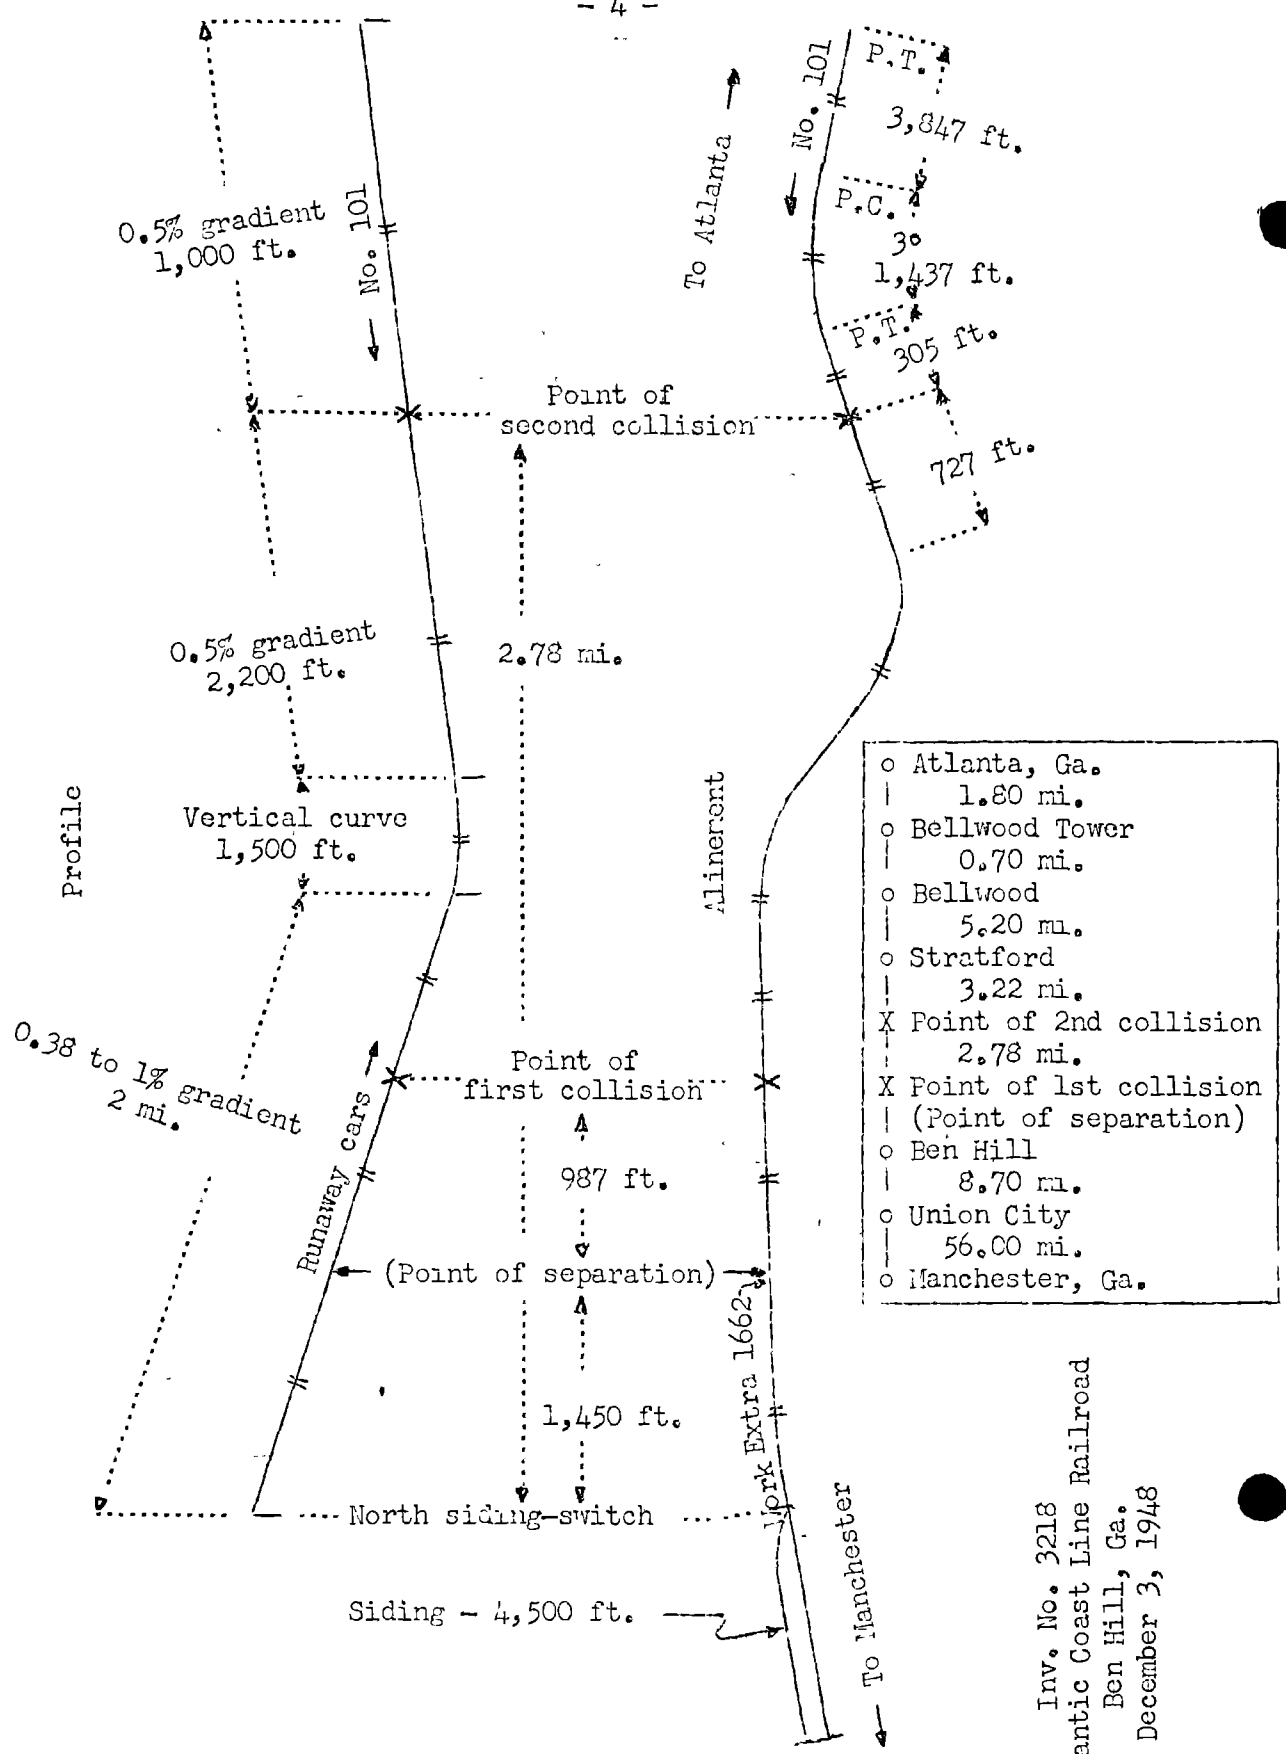 - 4 -
0.5% gradient
1,000 ft.
No. 101
To Atlanta
No. 101
P.T.
3,847 ft.
P.C.
3°
1,437 ft.
P.T.
305 ft.
Point of
second collision
727 ft.
0.5% gradient
2,200 ft.
2.78 mi.
Profile
Vertical curve
1,500 ft.
Alinement
0.38 to 1% gradient
2 mi.
Runaway cars
Point of
first collision
987 ft.
(Point of separation)
1,450 ft.
Work Extra 1662
North siding-switch
Siding - 4,500 ft.
To Manchester
Atlanta, Ga.
1.80 mi.
Bellwood Tower
0.70 mi.
Bellwood
5.20 mi.
Stratford
3.22 mi.
X Point of 2nd collision
2.78 mi.
X Point of 1st collision
(Point of separation)
Ben Hill
8.70 mi.
Union City
56.00 mi.
Manchester, Ga.
Inv. No. 3218
antic Coast Line Railroad
Ben Hill, Ga.
December 3, 1948